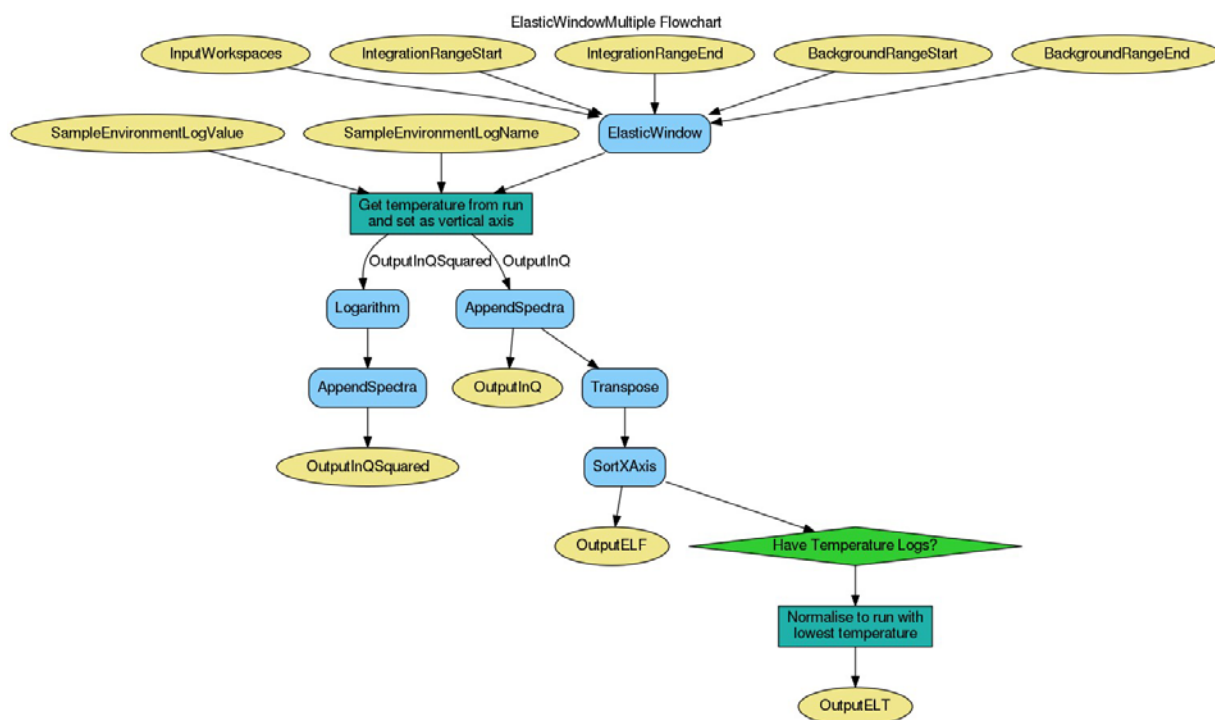 ElasticWindowMultiple Flowchart
InputWorkspaces
IntegrationRangeStart
IntegrationRangeEnd
BackgroundRangeStart
BackgroundRangeEnd
SampleEnvironmentLogValue
SampleEnvironmentLogName
ElasticWindow
Get temperature from run
and set as vertical axis
OutputInQSquared
OutputInQ
Logarithm
AppendSpectra
AppendSpectra
OutputInQ
Transpose
OutputInQSquared
SortXAxis
OutputELF
Have Temperature Logs?
Normalise to run with
lowest temperature
OutputELT